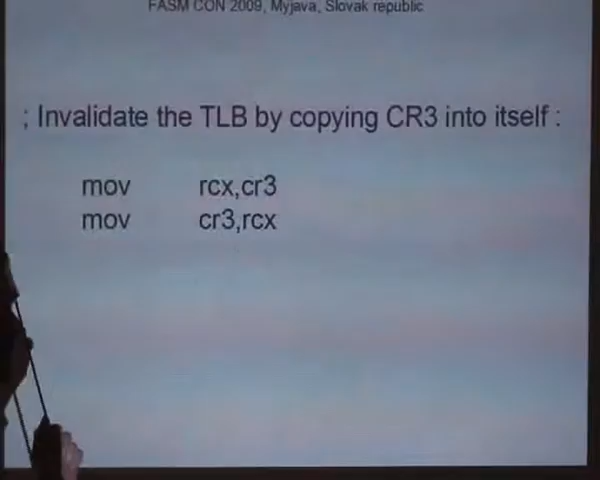 FASM CON 2009, Myjava, Slovak republic
; Invalidate the TLB by copying CR3 into itself :
mov rcx,cr3
mov cr3,rcx